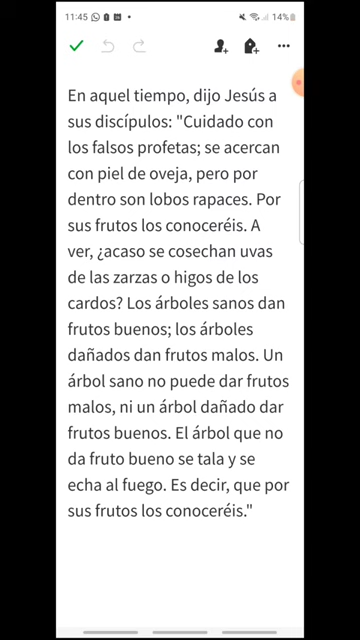 11:45
14%
En aquel tiempo, dijo Jesús a
sus discípulos: "Cuidado con
los falsos profetas; se acercan
con piel de oveja, pero por
dentro son lobos rapaces. Por
sus frutos los conoceréis. A
ver, ¿acaso se cosechan uvas
de las zarzas o higos de los
cardos? Los árboles sanos dan
frutos buenos; los árboles
dañados dan frutos malos. Un
árbol sano no puede dar frutos
malos, ni un árbol dañado dar
frutos buenos. El árbol que no
da fruto bueno se tala y se
echa al fuego. Es decir, que por
sus frutos los conoceréis."